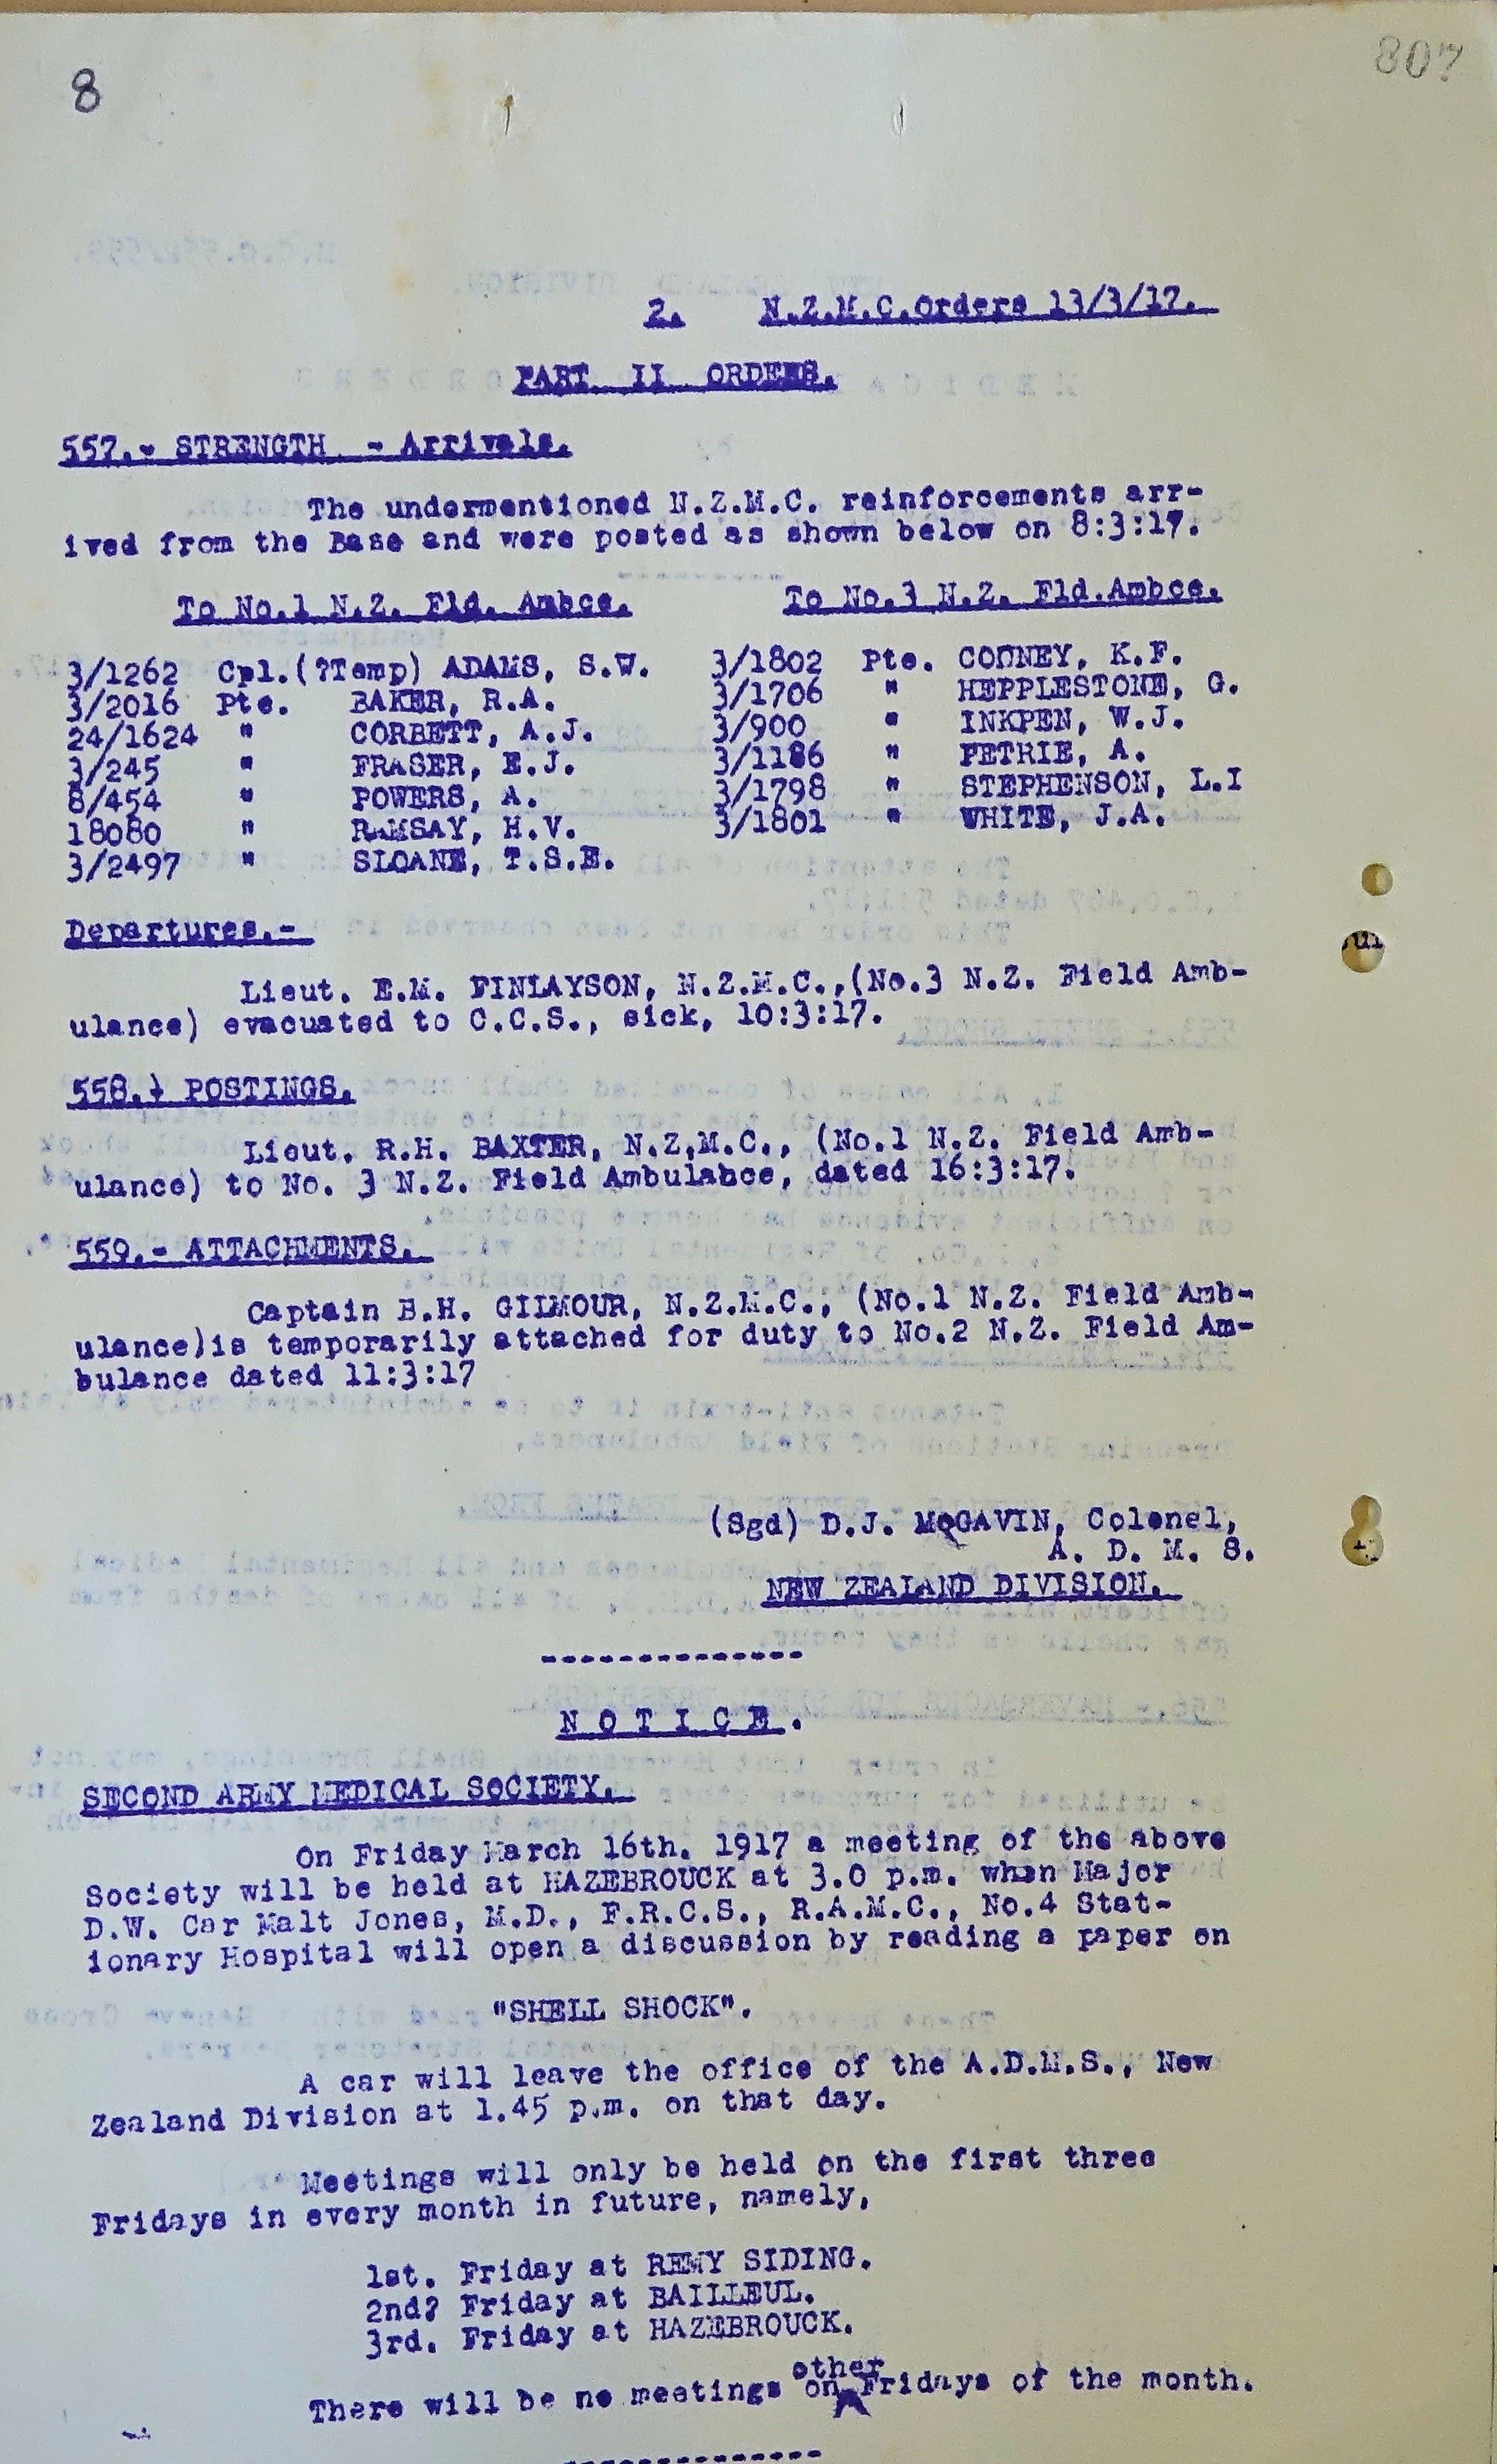 8
807
2. N.Z.M.C.Orders 13/3/17.
PART II ORDERS.
557.- STRENGTH - Arrivals.
The undermentioned N.Z.M.C. reinforcements arr-
ived from the Base and were posted as shown below on 8:3:17.
To No.1 N.Z. Fld. Ambce.
3/1262 Cpl.(?Temp) ADAMS, S.W.
3/2016 Pte. BAKER, R.A.
24/1624 " CORBETT, A.J.
3/245 " FRASER, E.J.
8/454 " POWERS, A.
18080 " RAMSAY, H.V.
3/2497 " SLOANE, T.S.E.
To No.3 N.Z. Fld.Ambce.
3/1802 Pte. COONEY, K.F.
3/1706 " HEPPLESTONE, G.
3/900 " INKPEN, W.J.
3/1186 " PETRIE, A.
3/1798 " STEPHENSON, L.I
3/1801 " WHITE, J.A.
Departures.-
Lieut. E.M. FINLAYSON, N.Z.M.C.,(No.3 N.Z. Field Amb-
ulance) evacuated to C.C.S., sick, 10:3:17.
558.- POSTINGS.
Lieut. R.H. BAXTER, N.Z.M.C., (No.1 N.Z. Field Amb-
ulance) to No. 3 N.Z. Field Ambulabce, dated 16:3:17.
559.- ATTACHMENTS.
Captain B.H. GILMOUR, N.Z.M.C., (No.1 N.Z. Field Amb-
ulance)is temporarily attached for duty to No.2 N.Z. Field Am-
bulance dated 11:3:17
(Sgd) D.J. McGAVIN, Colonel,
A. D. M. S.
NEW ZEALAND DIVISION.
--------------
N O T I C E .
SECOND ARMY MEDICAL SOCIETY.
On Friday March 16th. 1917 a meeting of the above
Society will be held at HAZEBROUCK at 3.0 p.m. when Major
D.W. Car Malt Jones, M.D., F.R.C.S., R.A.M.C., No.4 Stat-
ionary Hospital will open a discussion by reading a paper on
"SHELL SHOCK".
A car will leave the office of the A.D.M.S., New
Zealand Division at 1.45 p.m. on that day.
Meetings will only be held on the first three
Fridays in every month in future, namely,
1st. Friday at REMY SIDING.
2nd? Friday at BAILLEUL.
3rd. Friday at HAZEBROUCK.
There will be no meetings on other Fridays of the month.
--------------